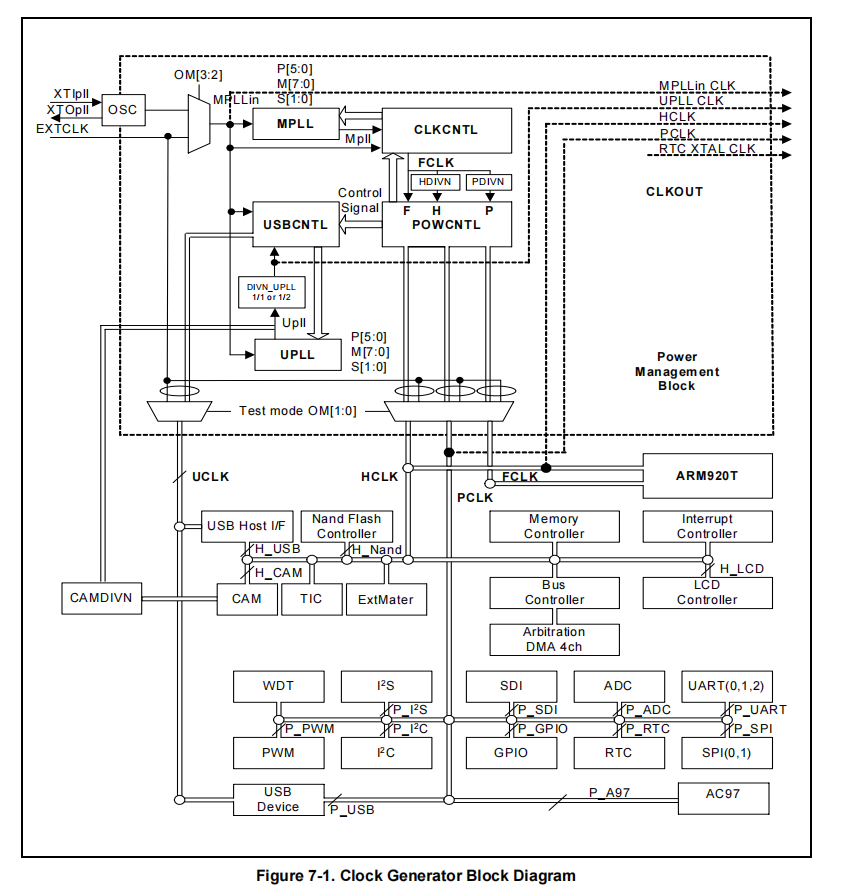 OM[3:2]
P[5:0]
M[7:0]
S[1:0]
XTIpll
XTOpll
EXTCLK
OSC
MPLLin
MPLL
Mpll
CLKCNTL
MPLLin CLK
UPLL CLK
HCLK
PCLK
RTC XTAL CLK
CLKOUT
FCLK
HDIVN
PDIVN
Control
Signal
F H P
POWCNTL
USBCNTL
DIVN_UPLL
1/1 or 1/2
Upll
UPLL
P[5:0]
M[7:0]
S[1:0]
Power
Management
Block
Test mode OM[1:0]
UCLK
HCLK
FCLK
PCLK
ARM920T
USB Host I/F
Nand Flash
Controller
Memory
Controller
Interrupt
Controller
H_USB
H_Nand
H_CAM
H_LCD
CAMDIVN
CAM
TIC
ExtMater
Bus
Controller
LCD
Controller
Arbitration
DMA 4ch
WDT
I²S
SDI
ADC
UART(0,1,2)
P_I²S
P_SDI
P_ADC
P_UART
P_PWM
P_I²C
P_GPIO
P_RTC
P_SPI
PWM
I²C
GPIO
RTC
SPI(0,1)
USB
Device
P_USB
P_A97
AC97
Figure 7-1. Clock Generator Block Diagram